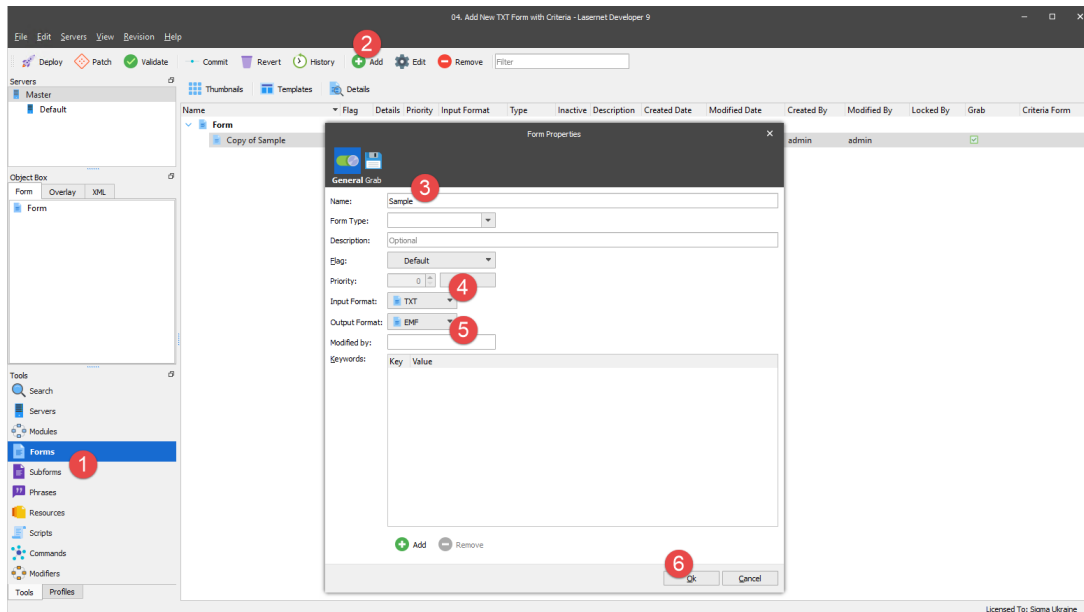 04. Add New TXT Form with Criteria - Lasernet Developer 9
File Edit Servers View Revision Help
2
Deploy Patch Validate Commit Revert History Add Edit Remove Filter
Servers
Master
Default
Thumbnails Templates Details
Name Flag Details Priority Input Format Type Inactive Description Created Date Modified Date Created By Modified By Locked By Grab Criteria Form
Form
Copy of Sample admin admin
Object Box
Form Overlay XML
Form
Form Properties
General Grab
3
Name: Sample
Form Type:
Description: Optional
Flag: Default
Priority: 0
4
Input Format: TXT
Output Format: EMF
5
Modified by:
Keywords: Key Value
Add Remove
6
Ok Cancel
Tools
Search
Servers
Modules
Forms
1
Subforms
Phrases
Resources
Scripts
Commands
Modifiers
Tools Profiles
Licensed To: Sigma Ukraine